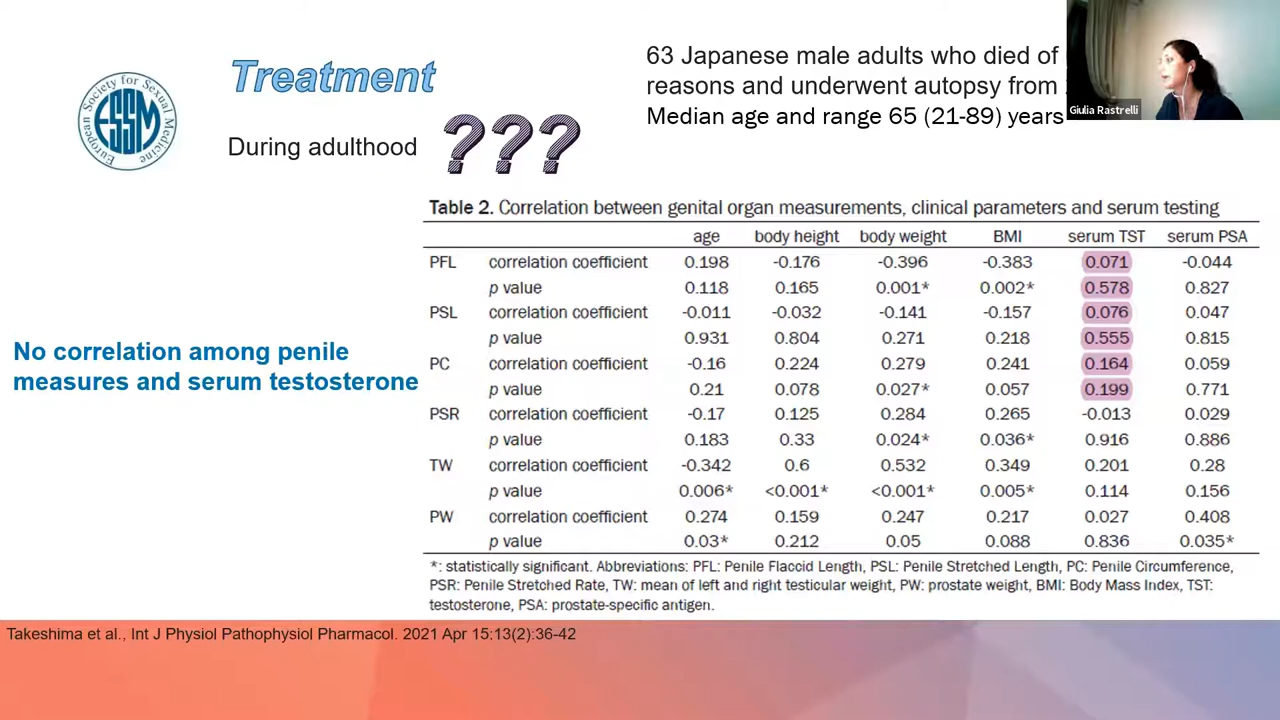 European Society for Sexual Medicine
ESSM
Treatment
During adulthood ???
63 Japanese male adults who died of
reasons and underwent autopsy from
Median age and range 65 (21-89) years
Giulia Rastrelli
Table 2. Correlation between genital organ measurements, clinical parameters and serum testing
age body height body weight BMI serum TST serum PSA
PFL correlation coefficient 0.198 -0.176 -0.396 -0.383 0.071 -0.044
p value 0.118 0.165 0.001* 0.002* 0.578 0.827
PSL correlation coefficient -0.011 -0.032 -0.141 -0.157 0.076 0.047
p value 0.931 0.804 0.271 0.218 0.555 0.815
PC correlation coefficient -0.16 0.224 0.279 0.241 0.164 0.059
p value 0.21 0.078 0.027* 0.057 0.199 0.771
PSR correlation coefficient -0.17 0.125 0.284 0.265 -0.013 0.029
p value 0.183 0.33 0.024* 0.036* 0.916 0.886
TW correlation coefficient -0.342 0.6 0.532 0.349 0.201 0.28
p value 0.006* <0.001* <0.001* 0.005* 0.114 0.156
PW correlation coefficient 0.274 0.159 0.247 0.217 0.027 0.408
p value 0.03* 0.212 0.05 0.088 0.836 0.035*
*: statistically significant. Abbreviations: PFL: Penile Flaccid Length, PSL: Penile Stretched Length, PC: Penile Circumference,
PSR: Penile Stretched Rate, TW: mean of left and right testicular weight, PW: prostate weight, BMI: Body Mass Index, TST:
testosterone, PSA: prostate-specific antigen.
No correlation among penile
measures and serum testosterone
Takeshima et al., Int J Physiol Pathophysiol Pharmacol. 2021 Apr 15;13(2):36-42